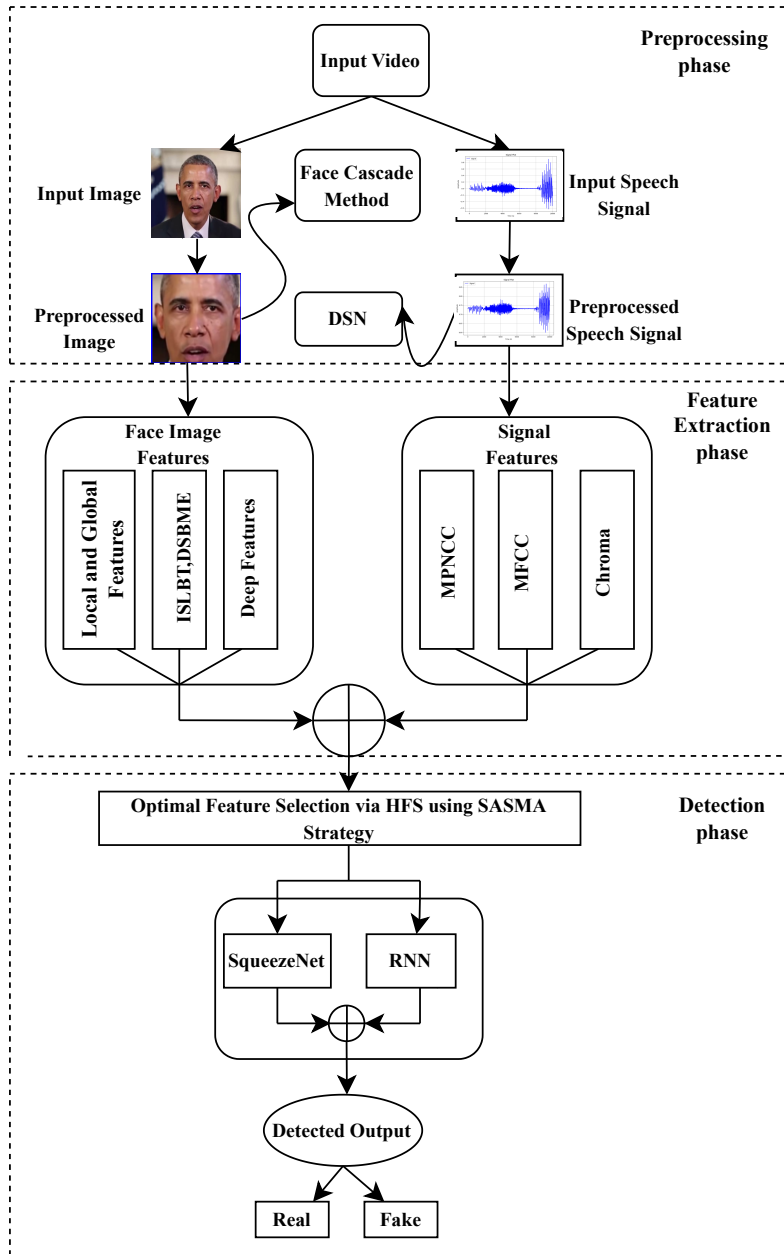 Preprocessing
phase
Input Video
Input Image
Face Cascade
Method
Input Speech
Signal
Preprocessed
Image
DSN
Preprocessed
Speech Signal
Feature
Extraction
phase
Face Image
Features
Local and Global
Features
ISLBT,DSBME
Deep Features
Signal
Features
MPNCC
MFCC
Chroma
Optimal Feature Selection via HFS using SASMA
Strategy
Detection
phase
SqueezeNet
RNN
Detected Output
Real
Fake